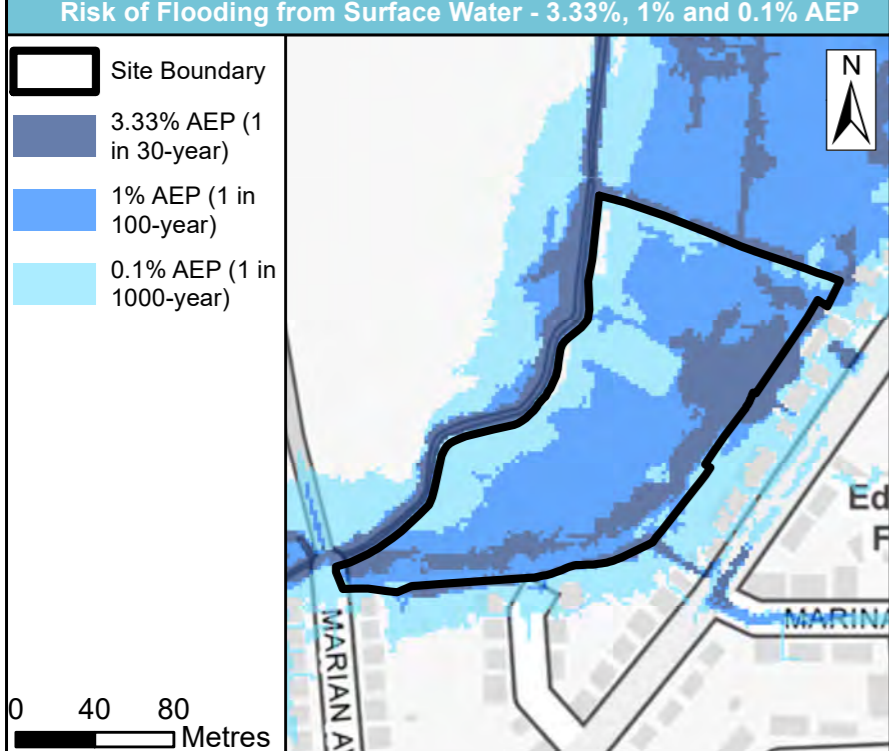 Risk of Flooding from Surface Water - 3.33%, 1% and 0.1% AEP
Site Boundary
3.33% AEP (1
in 30-year)
1% AEP (1 in
100-year)
0.1% AEP (1 in
1000-year)
0 40 80
Metres
N
Ed
F
MARINA
MARIAN AV